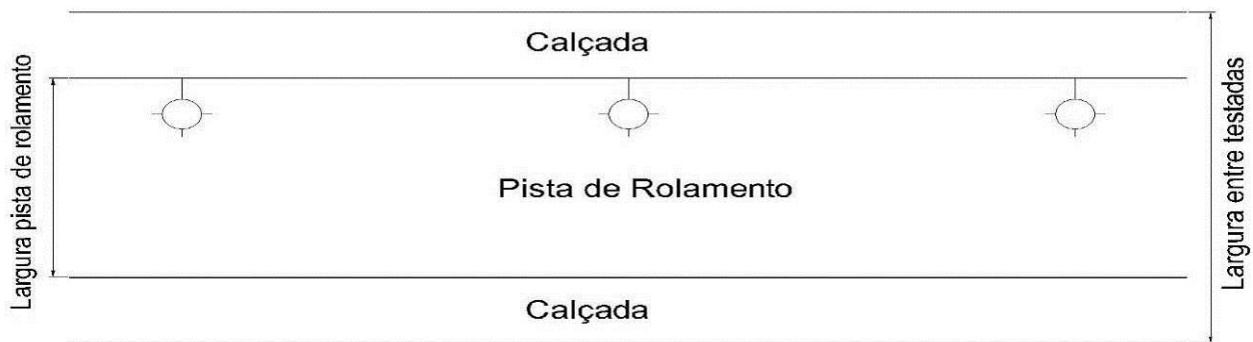 Calçada
Largura pista de rolamento
Pista de Rolamento
Largura entre testadas
Calçada